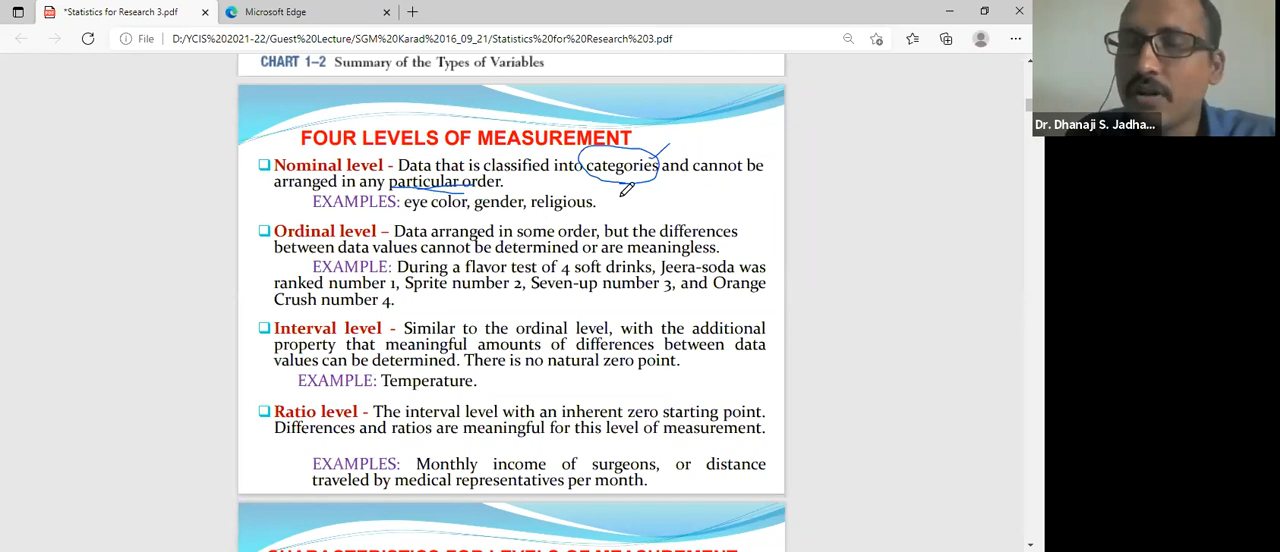 *Statistics for Research 3.pdf
Microsoft Edge
File
D:/YCIS%202021-22/Guest%20Lecture/SGM%20Karad%2016_09_21/Statistics%20for%20Research%203.pdf
CHART 1–2 Summary of the Types of Variables
Dr. Dhanaji S. Jadha...
FOUR LEVELS OF MEASUREMENT
Nominal level - Data that is classified into categories and cannot be
arranged in any particular order.
EXAMPLES: eye color, gender, religious.
Ordinal level – Data arranged in some order, but the differences
between data values cannot be determined or are meaningless.
EXAMPLE: During a flavor test of 4 soft drinks, Jeera-soda was
ranked number 1, Sprite number 2, Seven-up number 3, and Orange
Crush number 4.
Interval level - Similar to the ordinal level, with the additional
property that meaningful amounts of differences between data
values can be determined. There is no natural zero point.
EXAMPLE: Temperature.
Ratio level - The interval level with an inherent zero starting point.
Differences and ratios are meaningful for this level of measurement.
EXAMPLES: Monthly income of surgeons, or distance
traveled by medical representatives per month.
CHARACTERISTICS FOR LEVELS OF MEASUREMENT